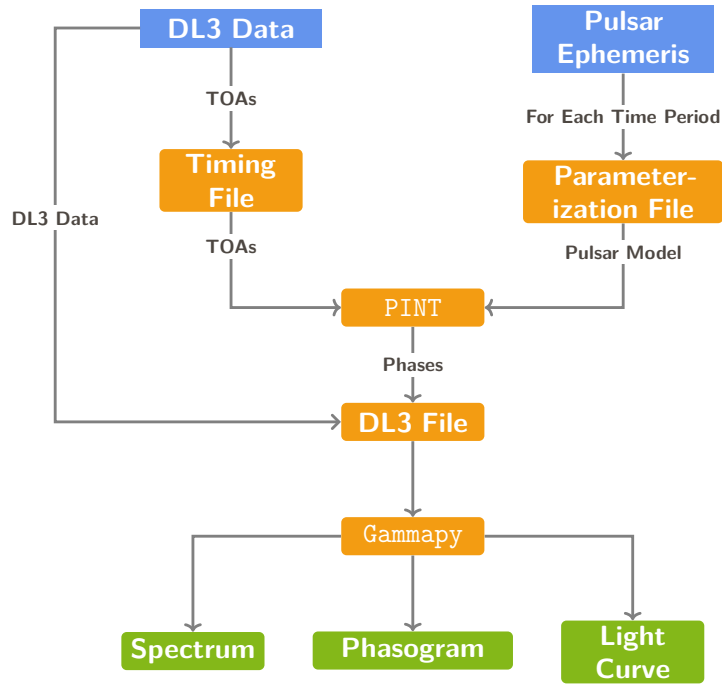 DL3 Data
Pulsar
Ephemeris
TOAs
For Each Time Period
Timing
File
Parameter-
ization File
DL3 Data
TOAs
Pulsar Model
PINT
Phases
DL3 File
Gammapy
Spectrum
Phasogram
Light
Curve